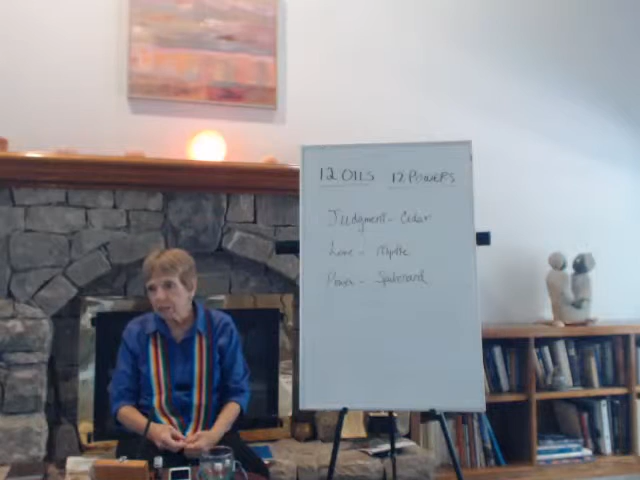 12 OILS 12 POWERS
Judgment - Cedar
Love - Myrtle
Power - Spikenard